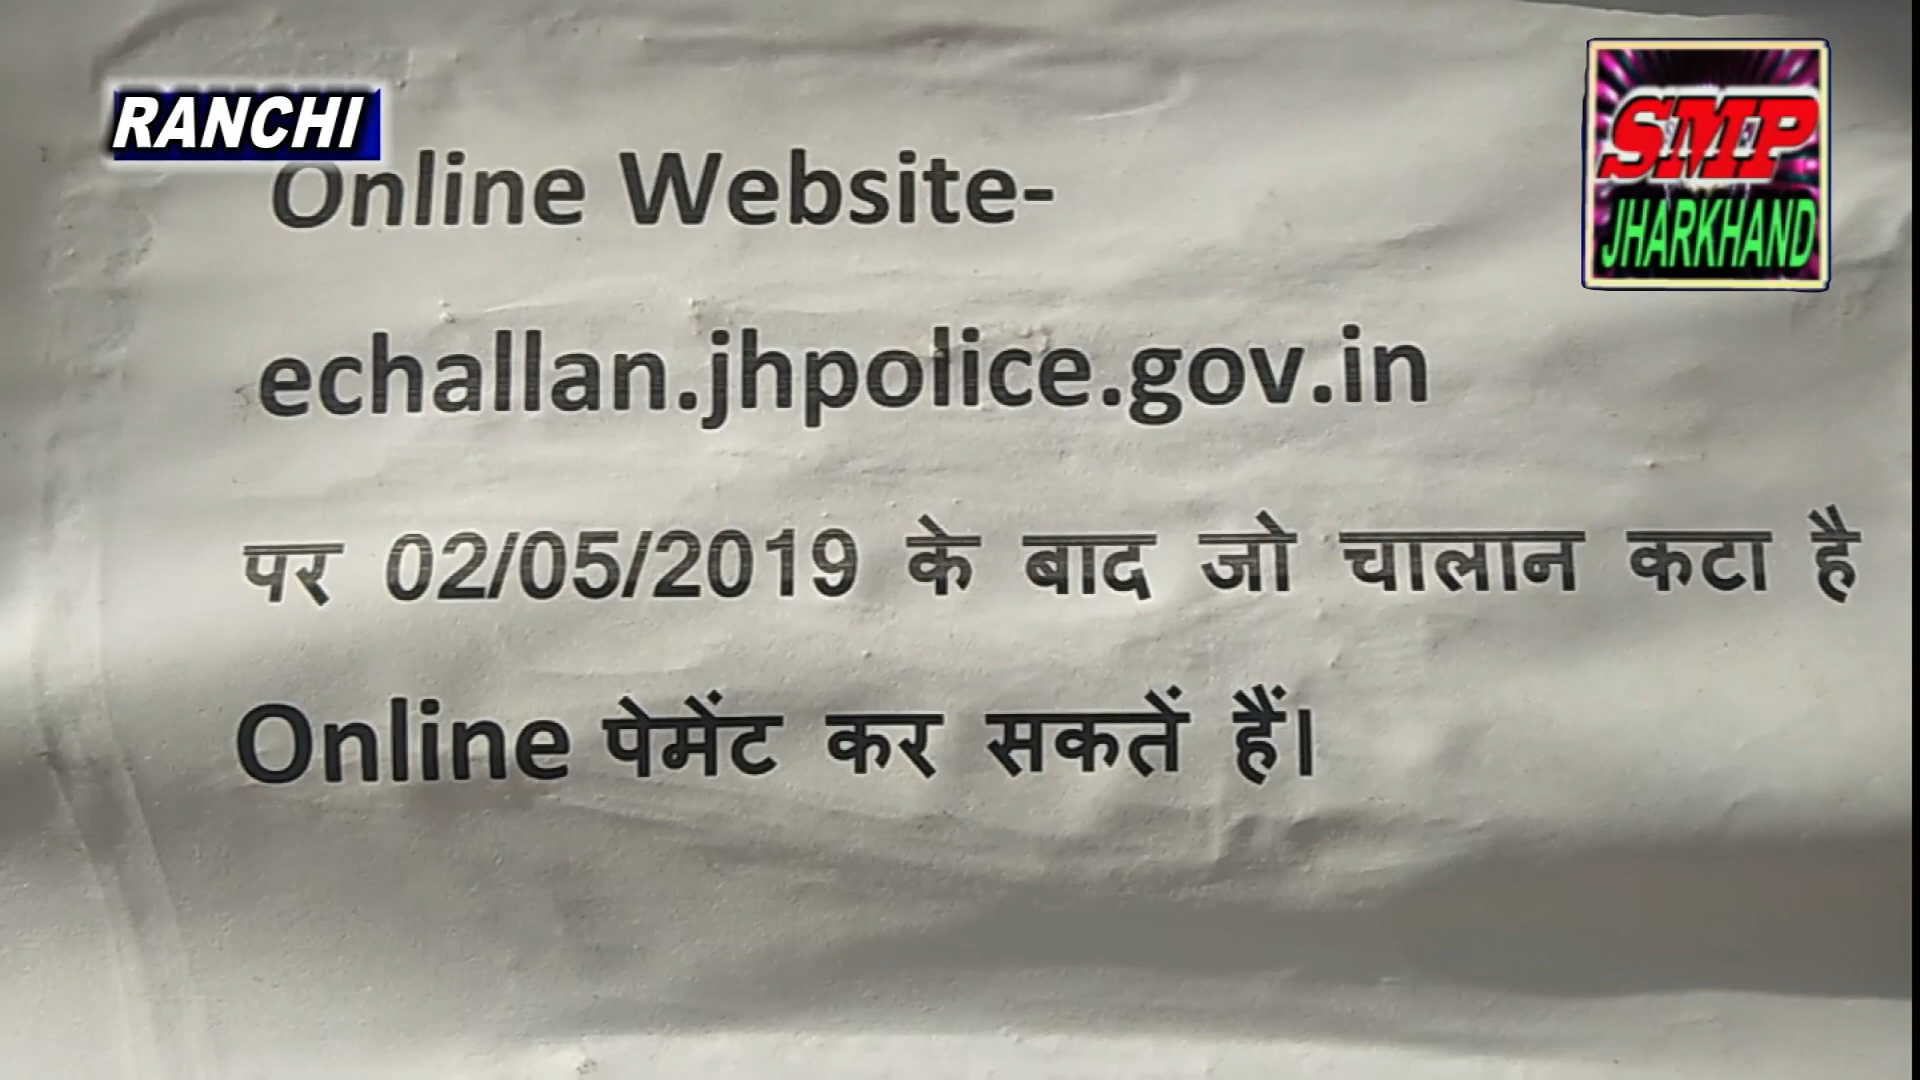 RANCHI
SMP
JHARKHAND
Online Website-
echallan.jhpolice.gov.in
पर 02/05/2019 के बाद जो चालान कटा है
Online पेमेंट कर सकतें हैं।